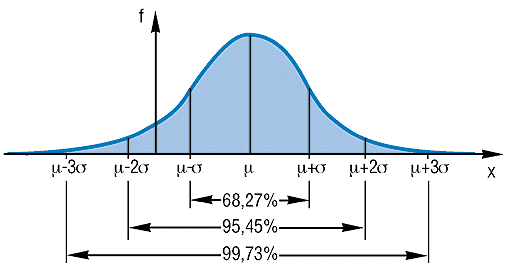 f
μ-3σ μ-2σ μ-σ μ μ+σ μ+2σ μ+3σ x
68,27%
95,45%
99,73%